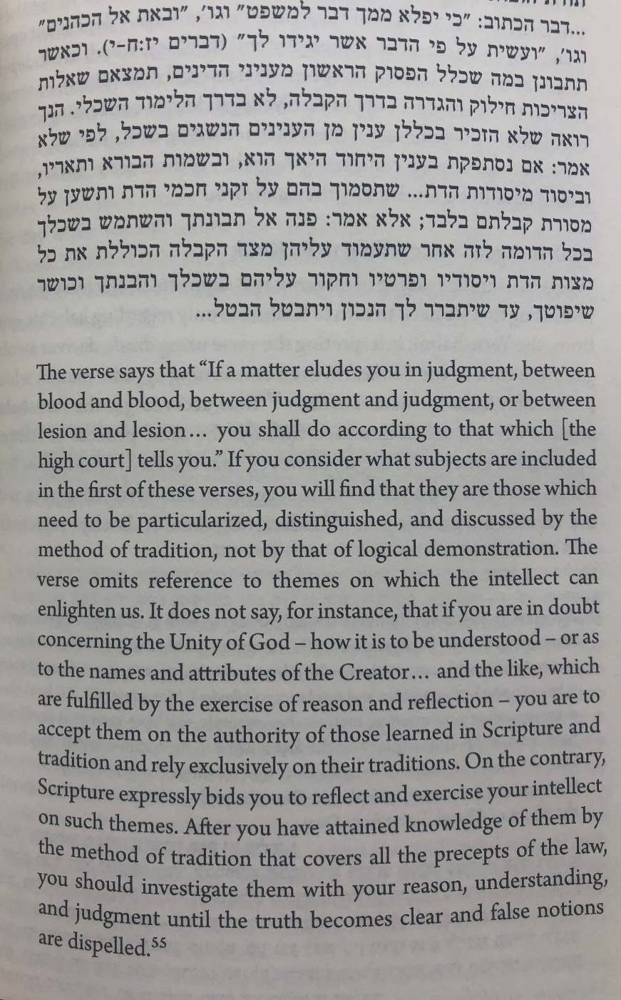 ...דבר הכתוב: "כי יפלא ממך דבר למשפט" וגו', "ובאת אל הכהנים"
וגו', "ועשית על פי הדבר אשר יגידו לך" (דברים יז:ח–י). וכאשר
תתבונן במה שכלל הפסוק הראשון מעניני הדינים, תמצאם שאלות
הצריכות חילוק והגדרה בדרך הקבלה, לא בדרך הלימוד השכלי. הנך
רואה שלא הזכיר בכללן ענין מן הענינים הנשגים בשכל, לפי שלא
אמר: אם נסתפקת בענין היחוד היאך הוא, ובשמות הבורא ותאריו,
וביסוד מיסודות הדת... שתסמוך בהם על זקני חכמי הדת ותשען על
מסורת קבלתם בלבד; אלא אמר: פנה אל תבונתך והשתמש בשכלך
בכל הדומה לזה אחר שתעמוד עליהן מצד הקבלה הכוללת את כל
מצות הדת ויסודיו ופרטיו וחקור עליהם בשכלך והבנתך וכושר
שיפוטך, עד שיתברר לך הנכון ויתבטל הבטל...
The verse says that “If a matter eludes you in judgment, between
blood and blood, between judgment and judgment, or between
lesion and lesion... you shall do according to that which [the
high court] tells you.” If you consider what subjects are included
in the first of these verses, you will find that they are those which
need to be particularized, distinguished, and discussed by the
method of tradition, not by that of logical demonstration. The
verse omits reference to themes on which the intellect can
enlighten us. It does not say, for instance, that if you are in doubt
concerning the Unity of God – how it is to be understood – or as
to the names and attributes of the Creator... and the like, which
are fulfilled by the exercise of reason and reflection – you are to
accept them on the authority of those learned in Scripture and
tradition and rely exclusively on their traditions. On the contrary,
Scripture expressly bids you to reflect and exercise your intellect
on such themes. After you have attained knowledge of them by
the method of tradition that covers all the precepts of the law,
you should investigate them with your reason, understanding,
and judgment until the truth becomes clear and false notions
are dispelled.⁵⁵